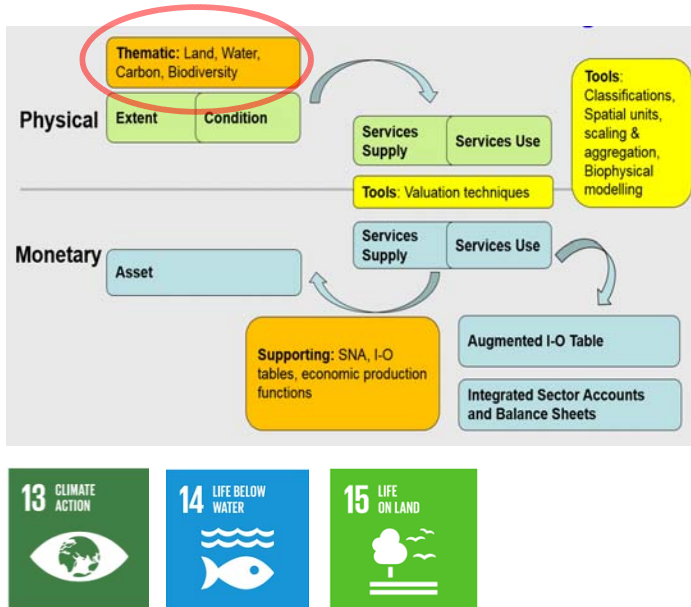 Thematic: Land, Water,
Carbon, Biodiversity
Physical
Extent
Condition
Services
Supply
Services Use
Tools:
Classifications,
Spatial units,
scaling &
aggregation,
Biophysical
modelling
Tools: Valuation techniques
Monetary
Asset
Services
Supply
Services Use
Supporting: SNA, I-O
tables, economic production
functions
Augmented I-O Table
Integrated Sector Accounts
and Balance Sheets
13 CLIMATE
ACTION
14 LIFE BELOW
WATER
15 LIFE
ON LAND